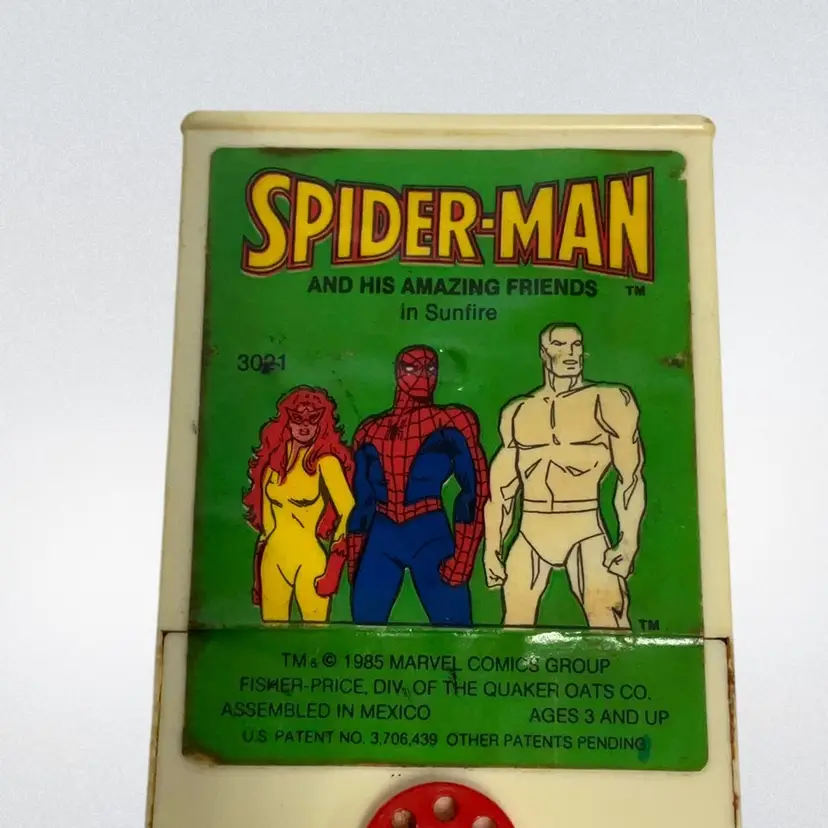 SPIDER-MAN
AND HIS AMAZING FRIENDS TM
in Sunfire
3021
TM
TM & © 1985 MARVEL COMICS GROUP
FISHER-PRICE, DIV. OF THE QUAKER OATS CO.
ASSEMBLED IN MEXICO AGES 3 AND UP
U.S. PATENT NO. 3,706,439 OTHER PATENTS PENDING